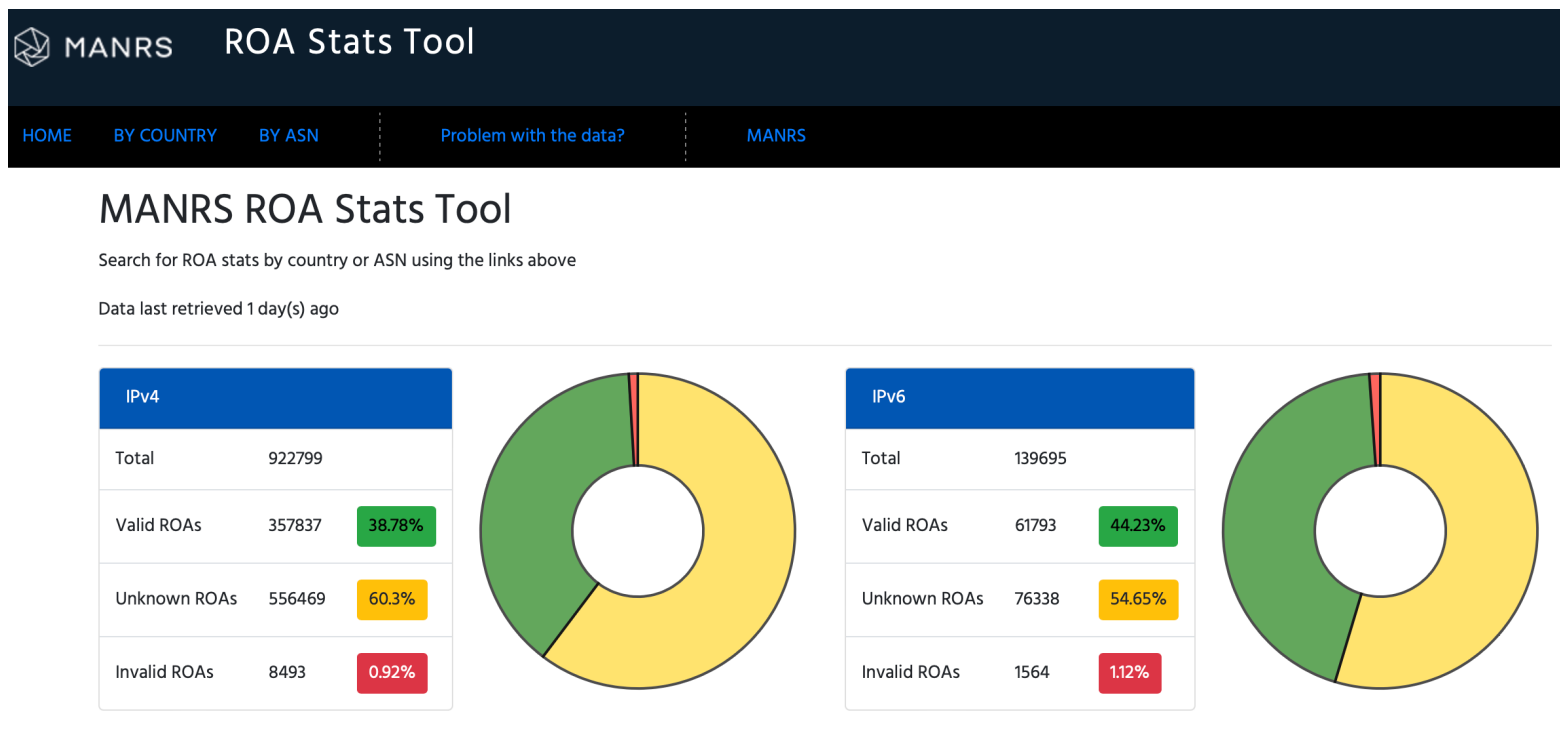 MANRS ROA Stats Tool
HOME BY COUNTRY BY ASN Problem with the data? MANRS
MANRS ROA Stats Tool
Search for ROA stats by country or ASN using the links above
Data last retrieved 1 day(s) ago
IPv4
Total 922799
Valid ROAs 357837 38.78%
Unknown ROAs 556469 60.3%
Invalid ROAs 8493 0.92%
IPv6
Total 139695
Valid ROAs 61793 44.23%
Unknown ROAs 76338 54.65%
Invalid ROAs 1564 1.12%